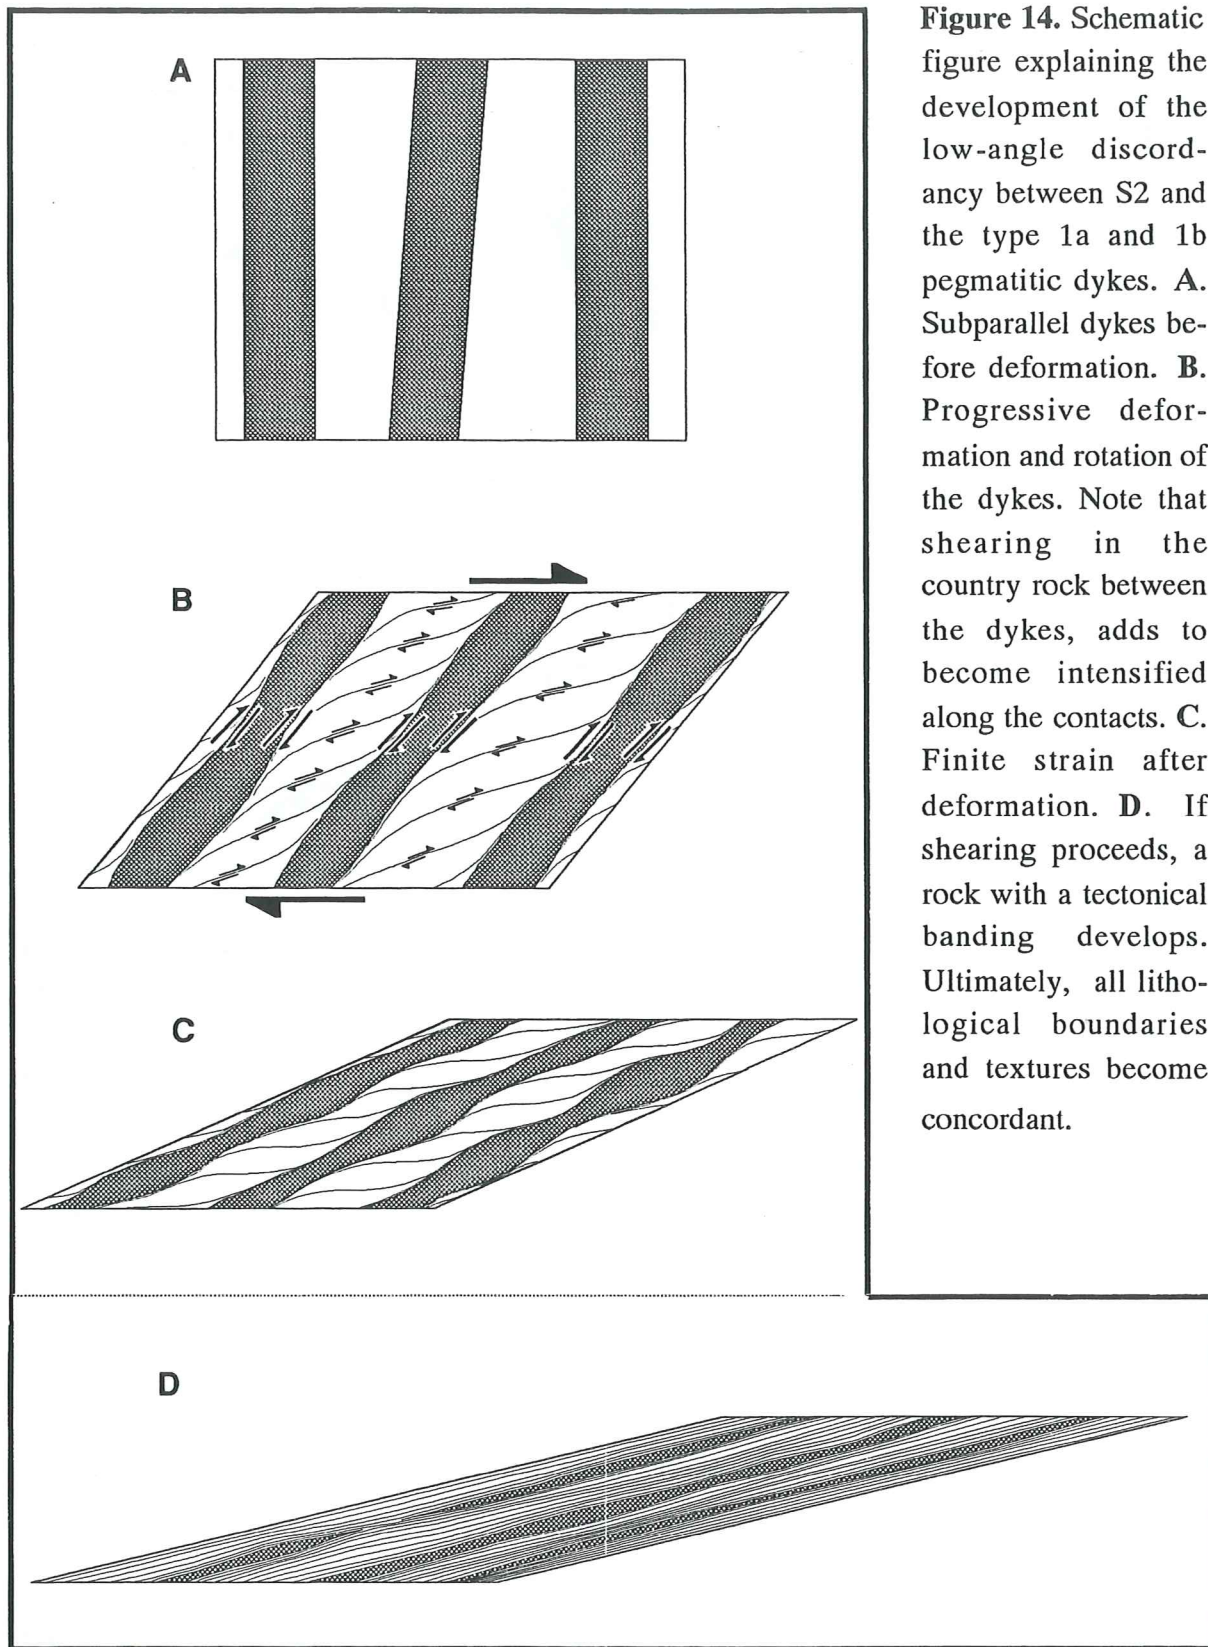 A
B
C
D
Figure 14. Schematic
figure explaining the
development of the
low-angle discord-
ancy between S2 and
the type 1a and 1b
pegmatitic dykes. A.
Subparallel dykes be-
fore deformation. B.
Progressive defor-
mation and rotation of
the dykes. Note that
shearing in the
country rock between
the dykes, adds to
become intensified
along the contacts. C.
Finite strain after
deformation. D. If
shearing proceeds, a
rock with a tectonical
banding develops.
Ultimately, all litho-
logical boundaries
and textures become
concordant.